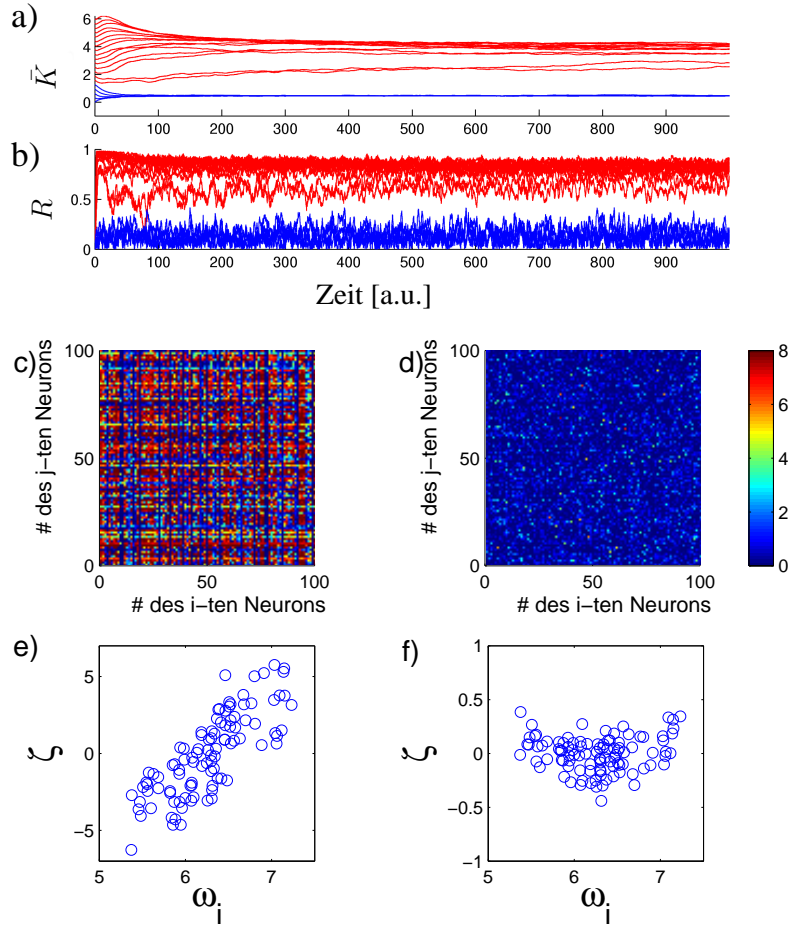 a)
6
4
2
0
K̄
0 100 200 300 400 500 600 700 800 900
b)
1
0.5
0
R
0 100 200 300 400 500 600 700 800 900
Zeit [a.u.]
c)
100
50
0
# des j−ten Neurons
0 50 100
# des i−ten Neurons
d)
100
50
0
# des j−ten Neurons
0 50 100
# des i−ten Neurons
8
6
4
2
0
e)
5
0
−5
ζ
5 6 7
ω_i
f)
1
0.5
0
−0.5
−1
ζ
5 6 7
ω_i